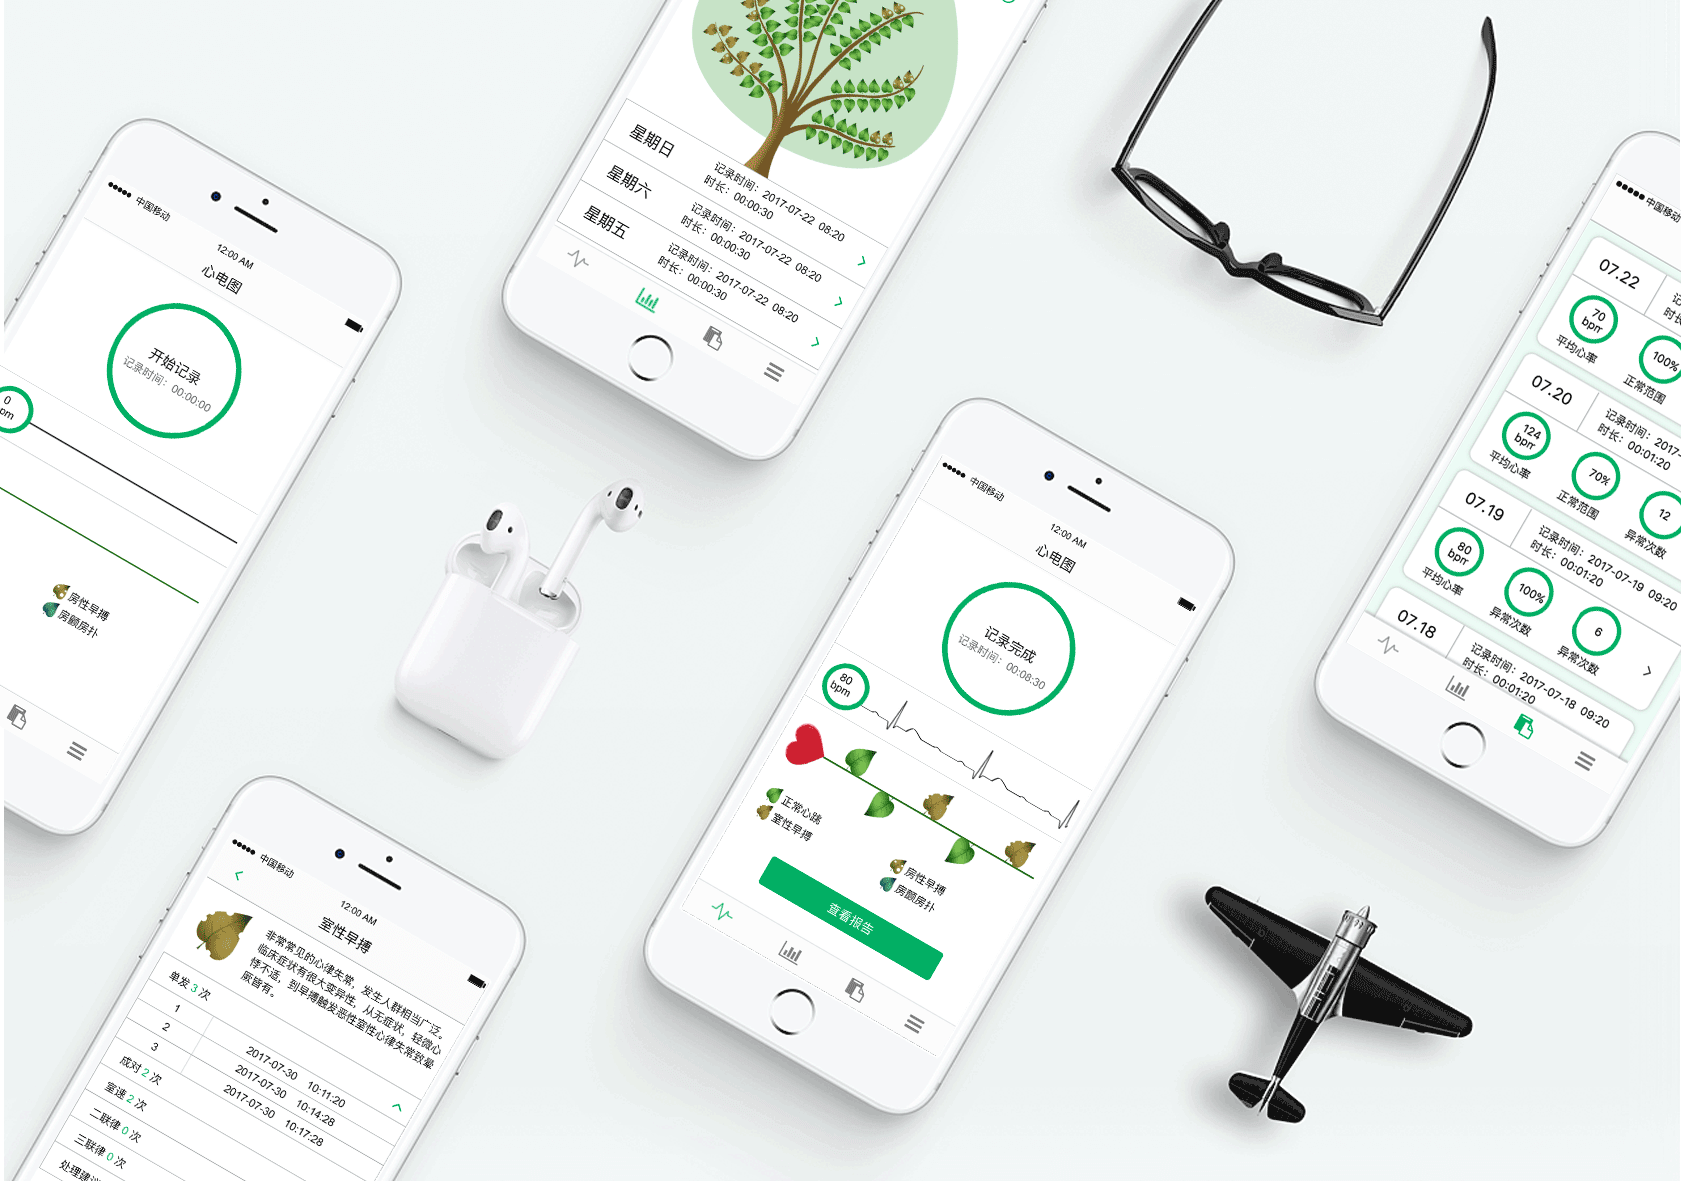 中国移动
12:00 AM
心电图
开始记录
记录时间：00:00:00
0
pm
房性早搏
房颤房扑
星期日
记录时间：2017-07-22 08:20
时长：00:00:30
星期六
记录时间：2017-07-22 08:20
时长：00:00:30
星期五
记录时间：2017-07-22 08:20
时长：00:00:30
中国移动
12:00 AM
心电图
记录完成
记录时间：00:08:30
80
bpm
正常心跳
室性早搏
房性早搏
房颤房扑
查看报告
中国移动
12:00 AM
室性早搏
非常常见的心律失常，发生人群相当广泛。
临床症状有很大变异性，从无症状，轻微心
悸不适，到早搏触发恶性室性心律失常致晕
厥皆有。
单发 3 次
1
2017-07-30 10:11:20
2
2017-07-30 10:14:28
3
2017-07-30 10:17:28
成对 2 次
室速 2 次
二联律 0 次
三联律 0 次
处理建
中国移动
07.22
记
时长
70
bpm
平均心率
100%
正常范围
07.20
记录时间：2017
时长：00:01:20
124
bpm
平均心率
70%
正常范围
12
异常次数
07.19
记录时间：2017-07-19 09:20
时长：00:01:20
80
bpm
平均心率
100%
异常次数
6
异常次数
07.18
记录时间：2017-07-18 09:20
时长：00:01:20